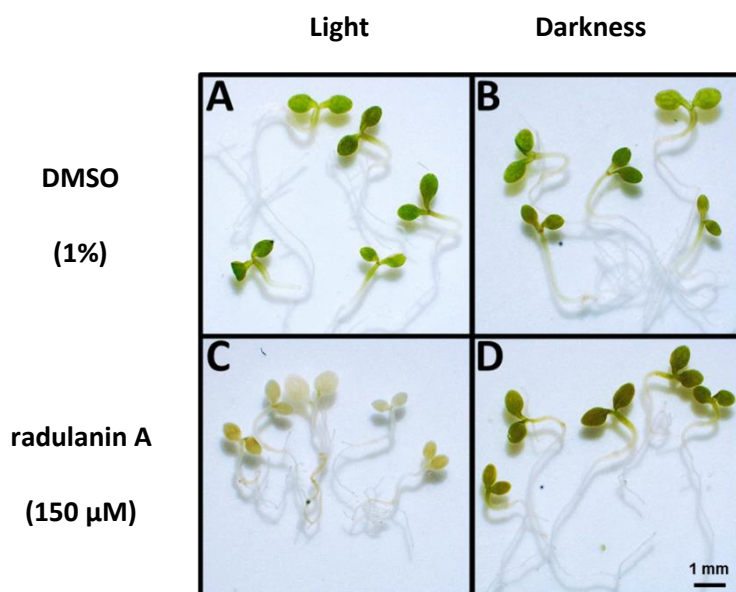 Light Darkness
A B
DMSO
(1%)
C D
radulanin A
(150 µM)
1 mm